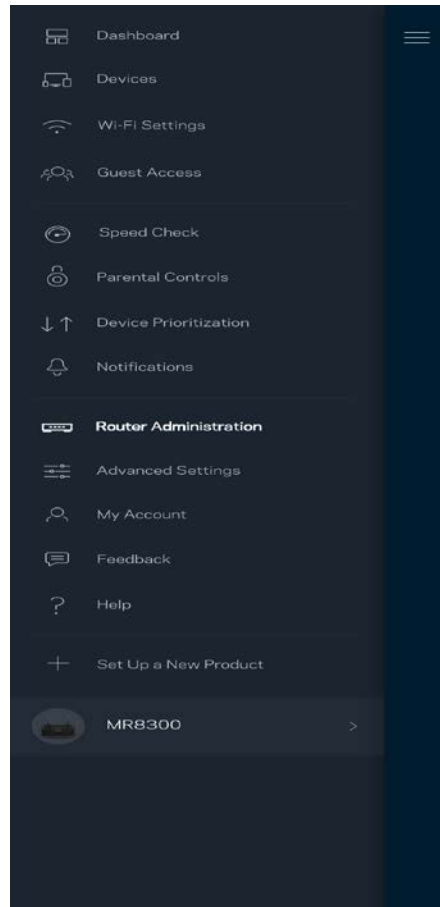 Dashboard
Devices
Wi-Fi Settings
Guest Access
Speed Check
Parental Controls
Device Prioritization
Notifications
Router Administration
Advanced Settings
My Account
Feedback
Help
Set Up a New Product
MR8300